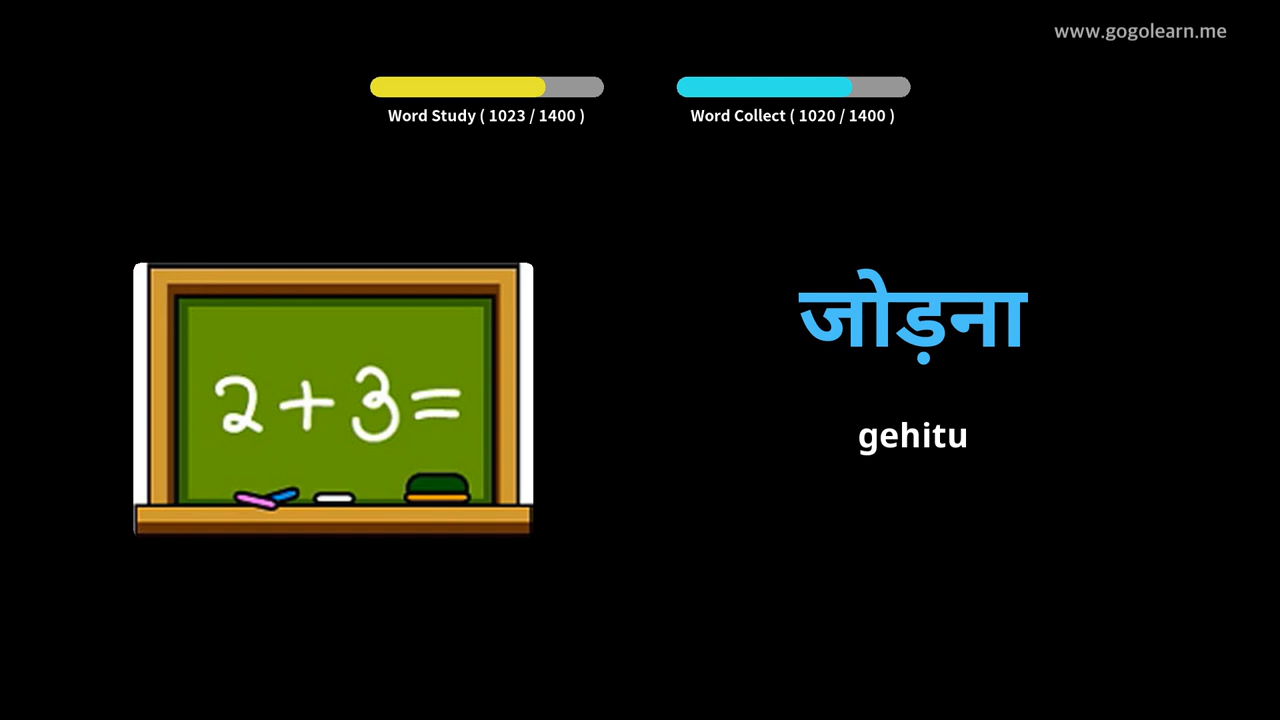 www.gogolearn.me
Word Study ( 1023 / 1400 )
Word Collect ( 1020 / 1400 )
2 + 3 =
जोड़ना
gehitu